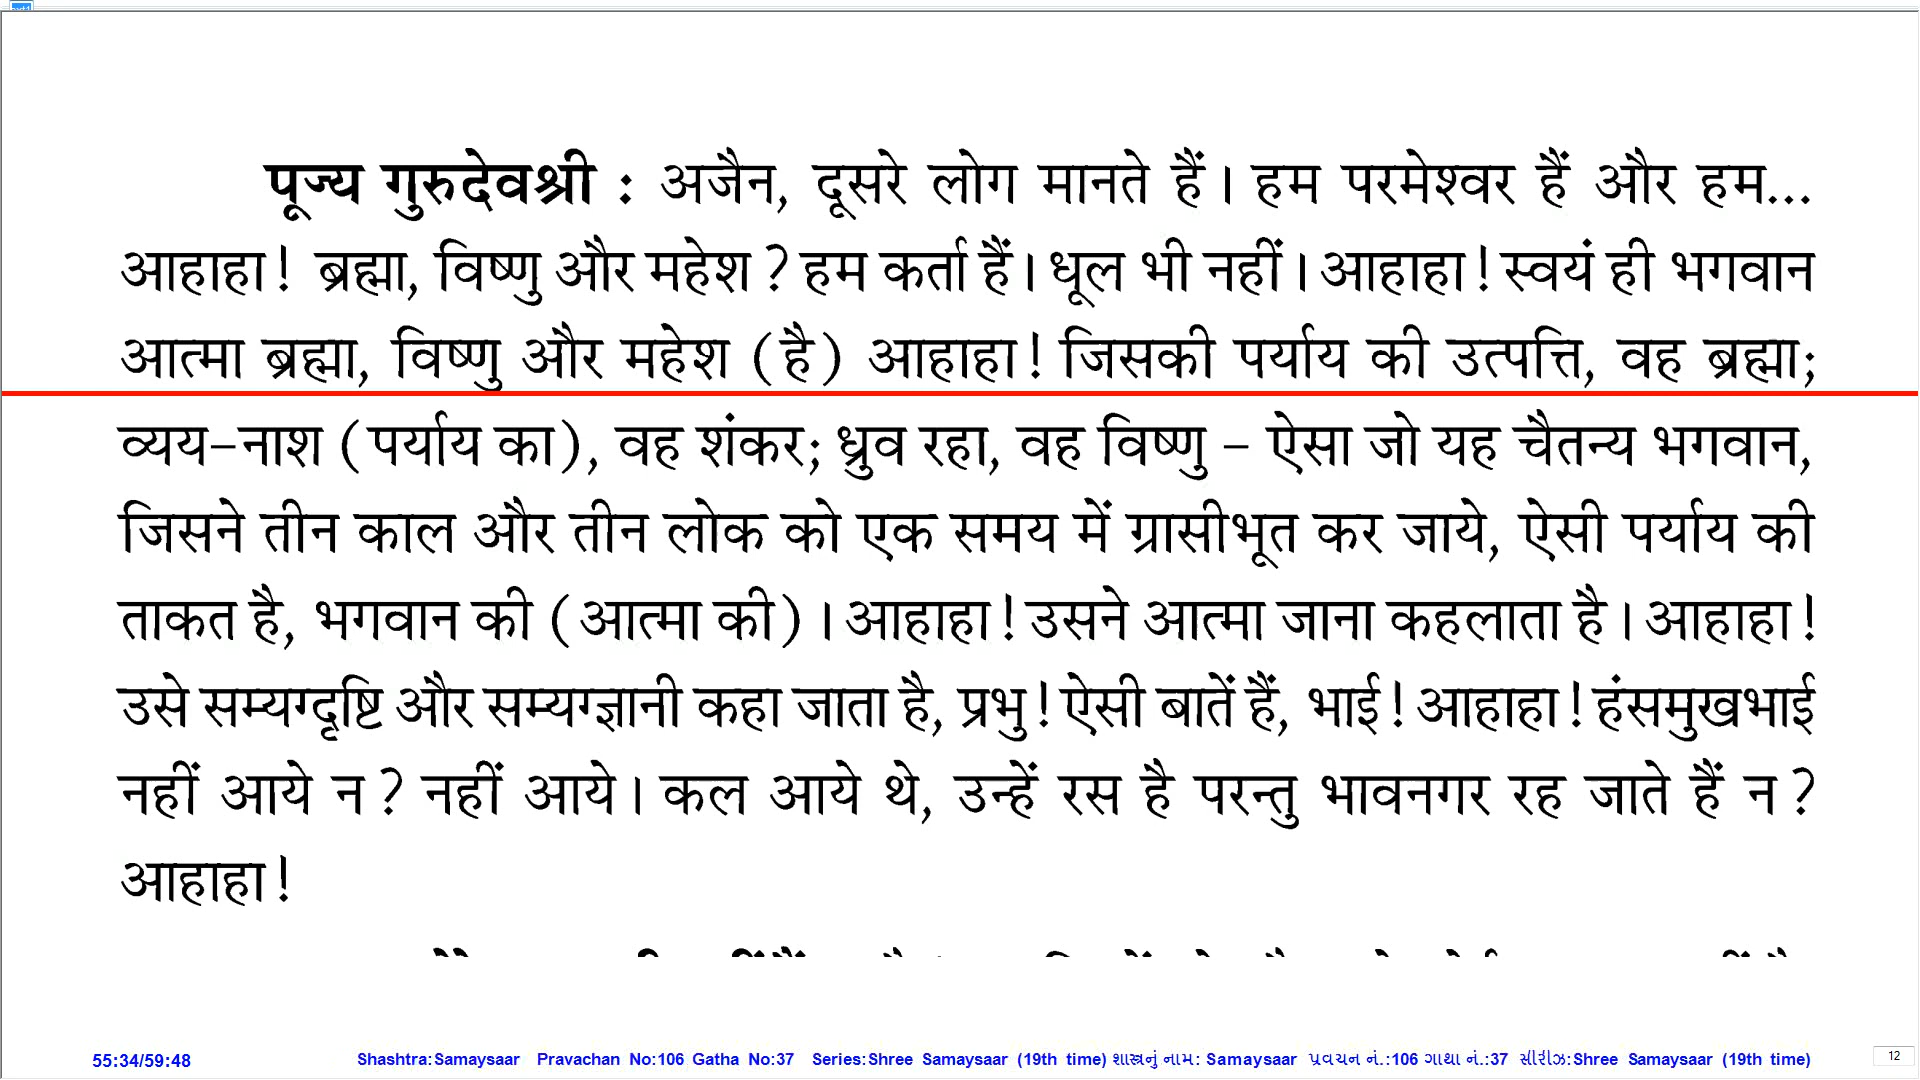 पूज्य गुरुदेवश्री : अजैन, दूसरे लोग मानते हैं। हम परमेश्वर हैं और हम...
आहाहा! ब्रह्मा, विष्णु और महेश ? हम कर्ता हैं। धूल भी नहीं। आहाहा! स्वयं ही भगवान
आत्मा ब्रह्मा, विष्णु और महेश (है) आहाहा! जिसकी पर्याय की उत्पत्ति, वह ब्रह्मा;
व्यय-नाश (पर्याय का), वह शंकर; ध्रुव रहा, वह विष्णु - ऐसा जो यह चैतन्य भगवान,
जिसने तीन काल और तीन लोक को एक समय में ग्रासीभूत कर जाये, ऐसी पर्याय की
ताकत है, भगवान की (आत्मा की)। आहाहा! उसने आत्मा जाना कहलाता है। आहाहा!
उसे सम्यग्दृष्टि और सम्यग्ज्ञानी कहा जाता है, प्रभु! ऐसी बातें हैं, भाई! आहाहा! हंसमुखभाई
नहीं आये न? नहीं आये। कल आये थे, उन्हें रस है परन्तु भावनगर रह जाते हैं न?
आहाहा!
55:34/59:48 Shashtra:Samaysaar Pravachan No:106 Gatha No:37 Series:Shree Samaysaar (19th time) શાસ્ત્રનું નામ: Samaysaar પ્રવચન નં.:106 ગાથા નં.:37 સીરીઝ:Shree Samaysaar (19th time) 12